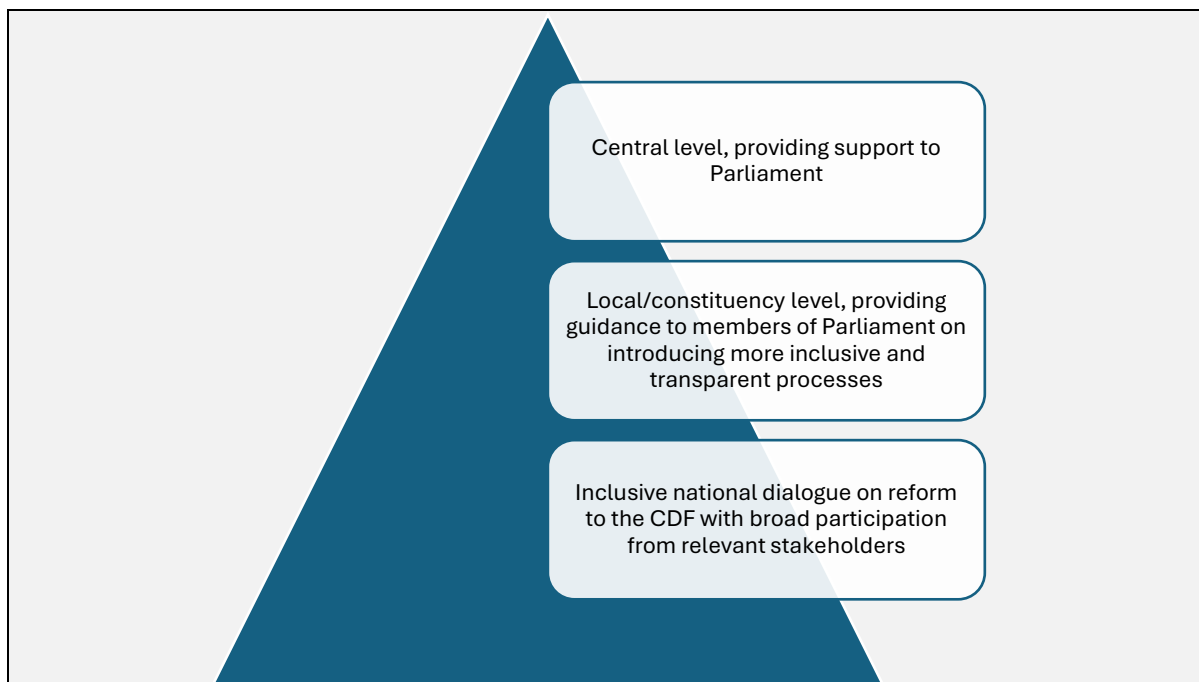 Central level, providing support to
Parliament
Local/constituency level, providing
guidance to members of Parliament on
introducing more inclusive and
transparent processes
Inclusive national dialogue on reform
to the CDF with broad participation
from relevant stakeholders